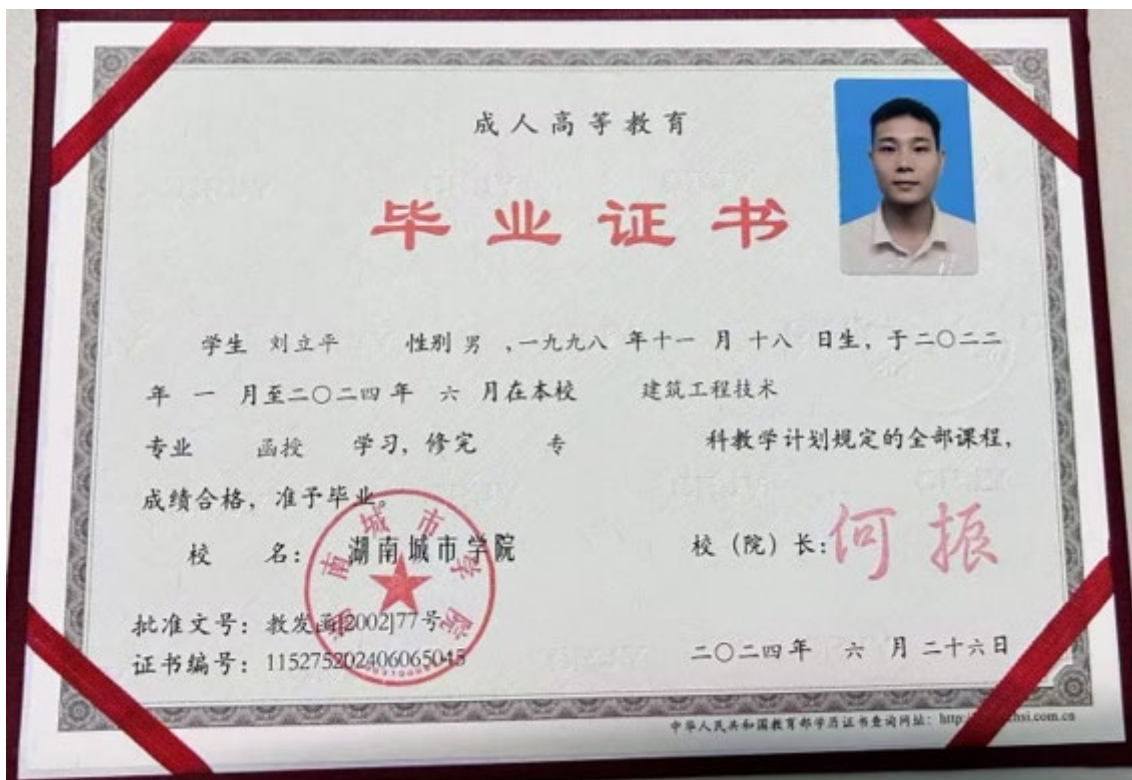 成人高等教育
毕业证书
学生 刘立平 性别 男 ,一九九八 年十一 月 十八 日生，于二〇二二
年 一 月至二〇二四年 六 月在本校 建筑工程技术
专业 函授 学习，修完 专 科教学计划规定的全部课程，
成绩合格，准予毕业。
校 名： 湖南城市学院 校（院）长：何振
批准文号：教发函[2002]77号
证书编号：115275202406065045 二〇二四年 六 月 二十六日
湖南城市学院
中华人民共和国教育部学历证书查询网址：http
hsi.com.cn